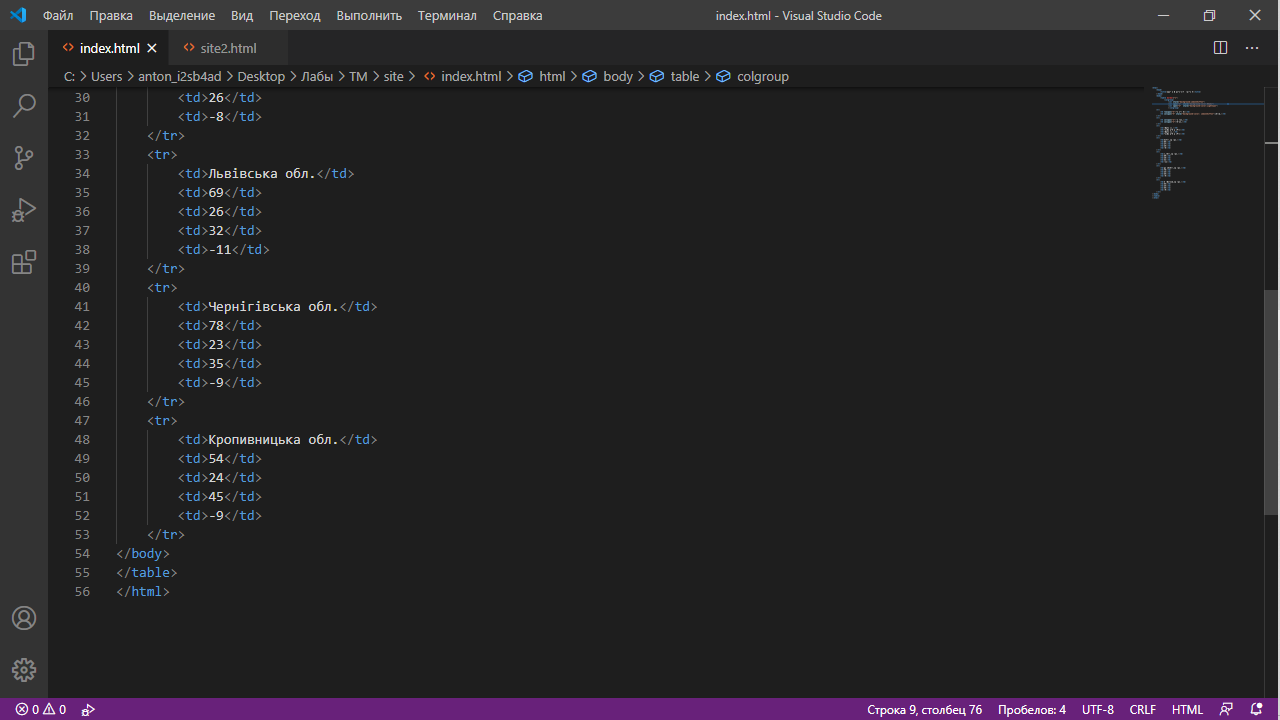 Файл Правка Выделение Вид Переход Выполнить Терминал Справка index.html - Visual Studio Code
index.html site2.html
C: > Users > anton_i2sb4ad > Desktop > Лабы > ТМ > site > index.html > html > body > table > colgroup
30 <td>26</td>
31 <td>-8</td>
32 </tr>
33 <tr>
34 <td>Львівська обл.</td>
35 <td>69</td>
36 <td>26</td>
37 <td>32</td>
38 <td>-11</td>
39 </tr>
40 <tr>
41 <td>Чернігівська обл.</td>
42 <td>78</td>
43 <td>23</td>
44 <td>35</td>
45 <td>-9</td>
46 </tr>
47 <tr>
48 <td>Кропивницька обл.</td>
49 <td>54</td>
50 <td>24</td>
51 <td>45</td>
52 <td>-9</td>
53 </tr>
54 </body>
55 </table>
56 </html>
0 0 Строка 9, столбец 76 Пробелов: 4 UTF-8 CRLF HTML